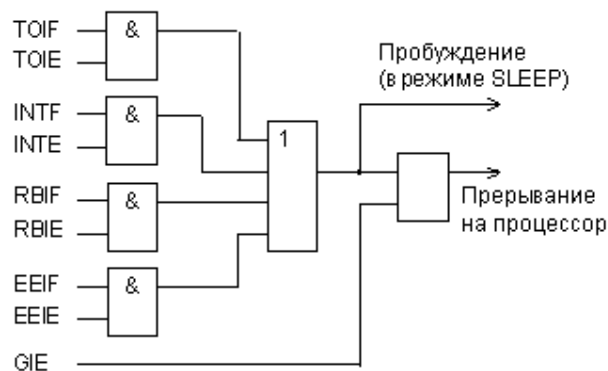 TOIF
&
TOIE
Пробуждение
(в режиме SLEEP)
INTF
&
INTE
1
RBIF
&
RBIE
Прерывание
на процессор
EEIF
&
EEIE
GIE